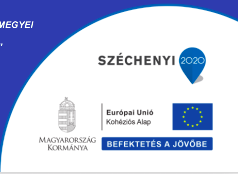 MEGYEI
SZÉCHENYI 2020
Európai Unió
Kohéziós Alap
MAGYARORSZÁG
KORMÁNYA
BEFEKTETÉS A JÖVŐBE